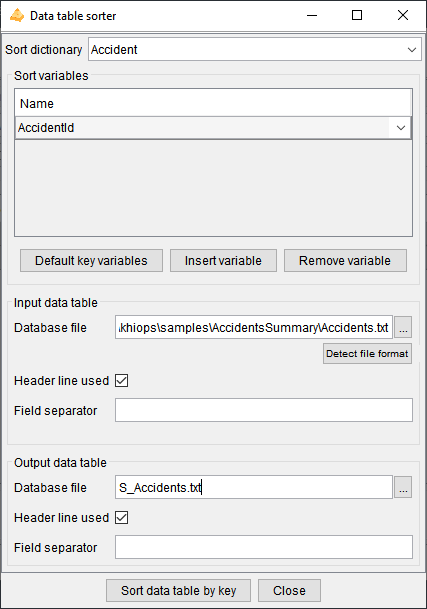 Data table sorter
Sort dictionary Accident
Sort variables
Name
AccidentId
Default key variables Insert variable Remove variable
Input data table
Database file \khiops\samples\AccidentsSummary\Accidents.txt ...
Detect file format
Header line used
Field separator
Output data table
Database file S_Accidents.txt ...
Header line used
Field separator
Sort data table by key Close